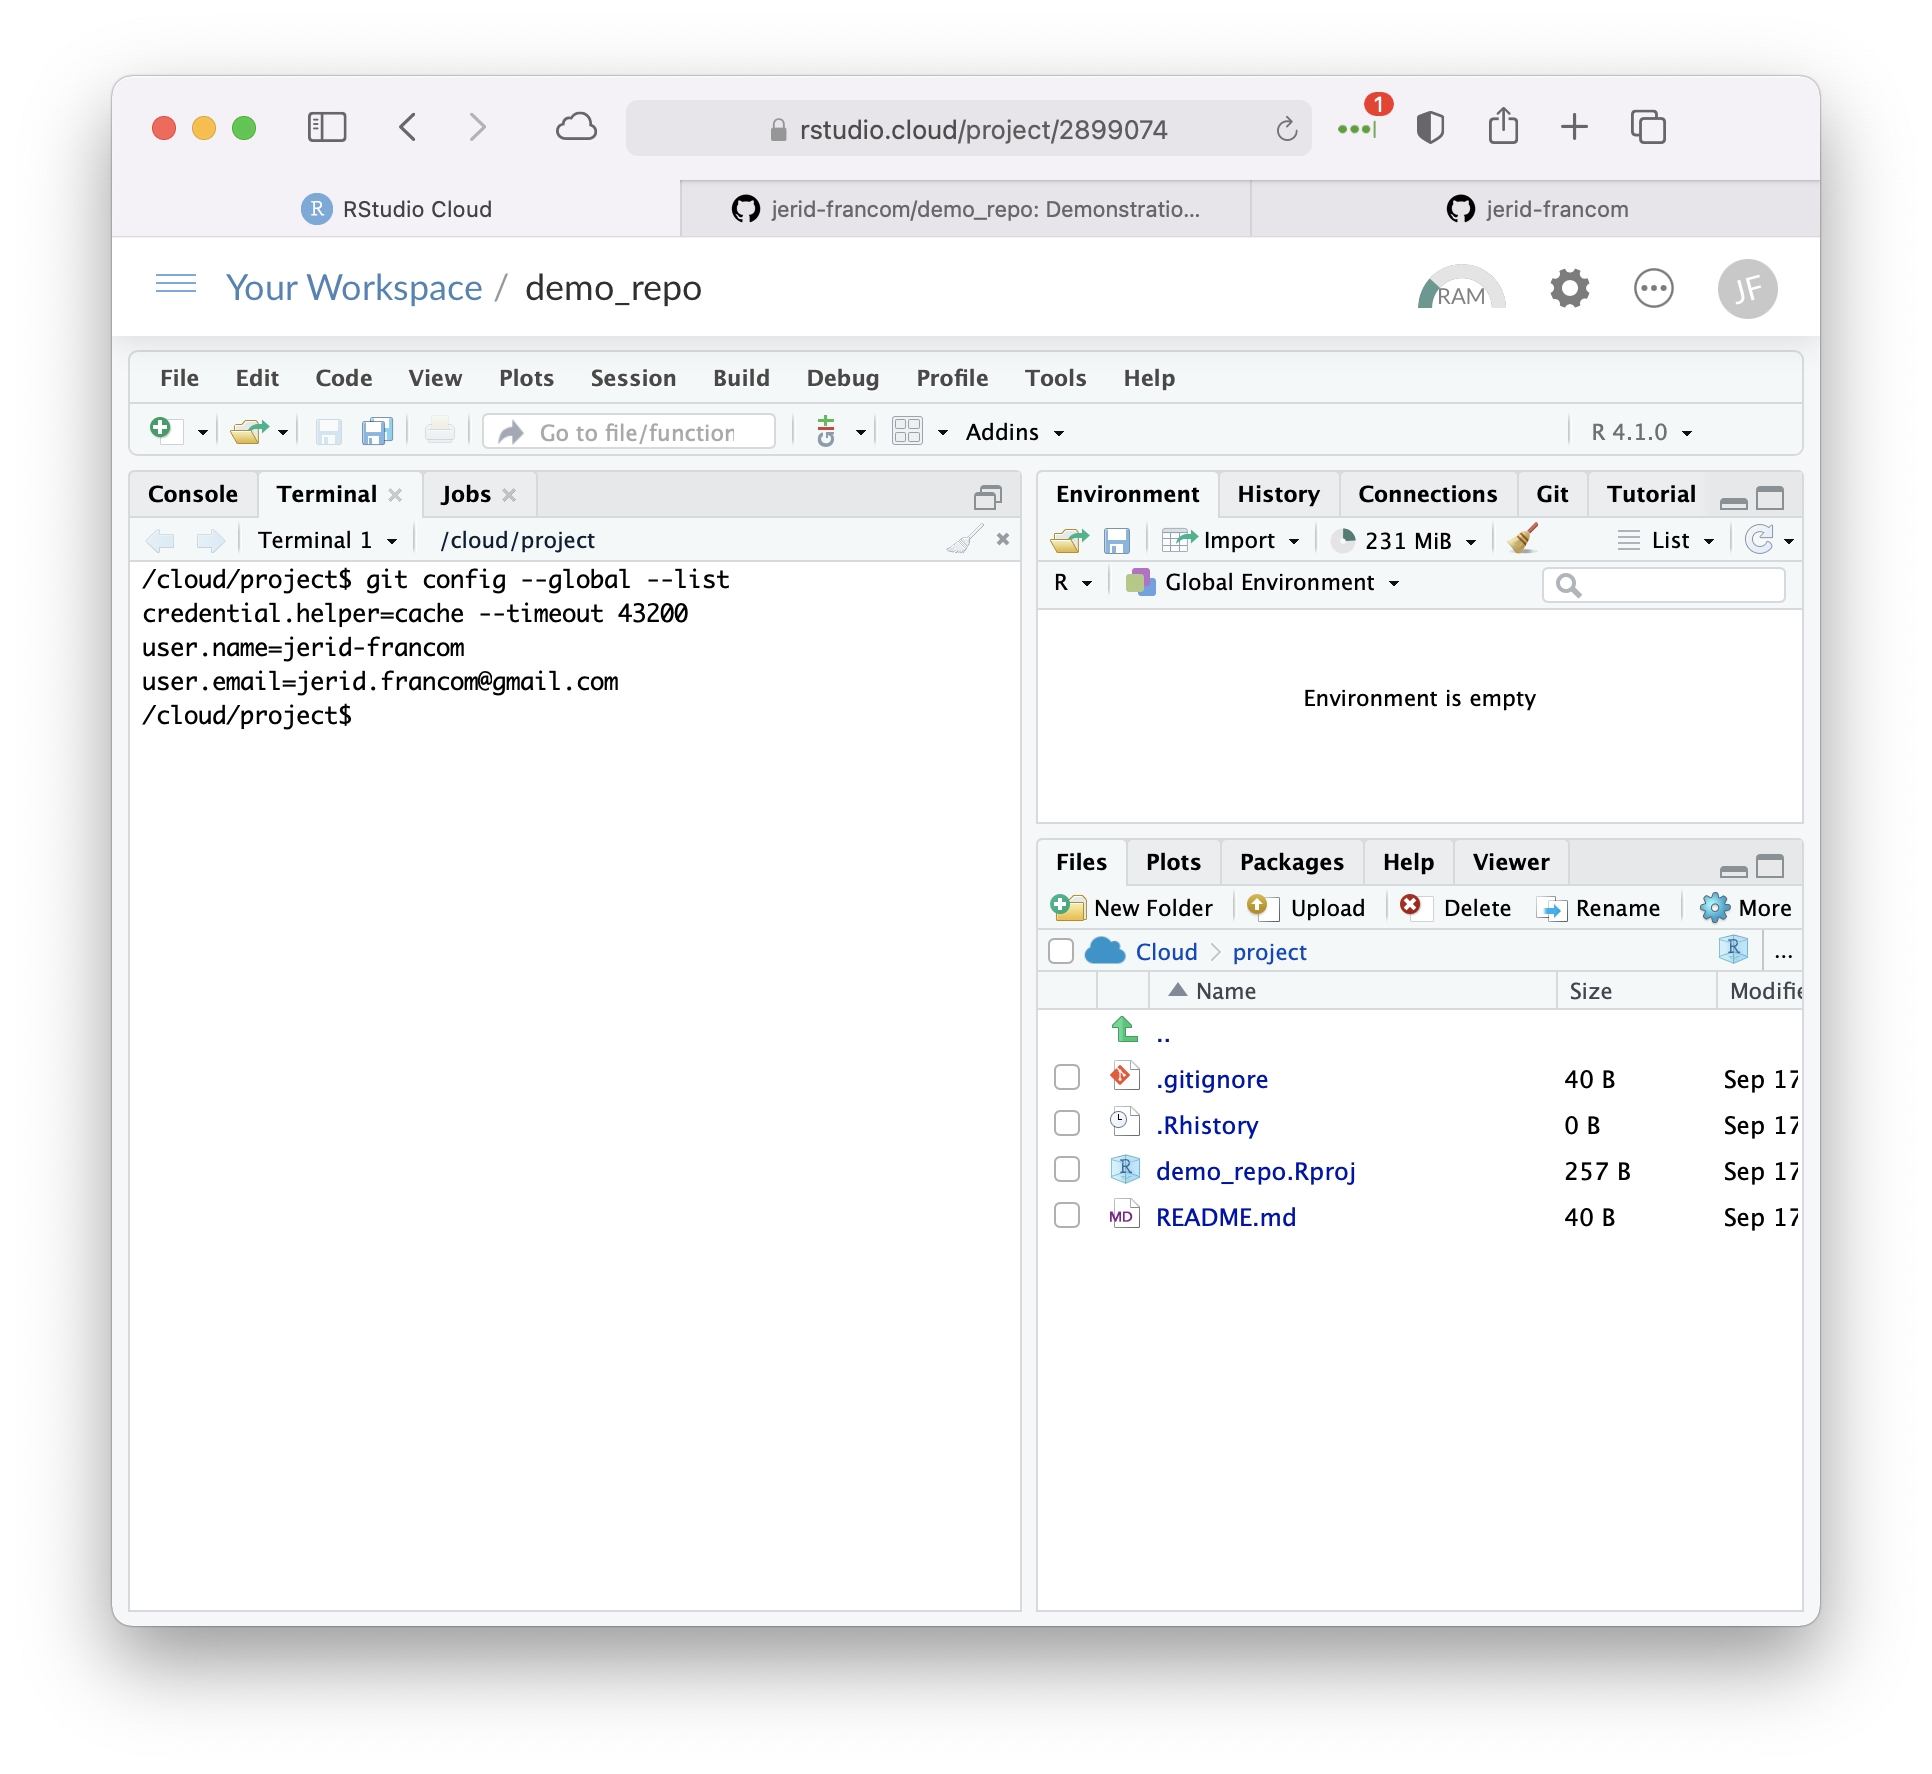 1
rstudio.cloud/project/2899074
R RStudio Cloud
jerid-francom/demo_repo: Demonstratio...
jerid-francom
Your Workspace / demo_repo
RAM
JF
File Edit Code View Plots Session Build Debug Profile Tools Help
Go to file/function
Addins
R 4.1.0
Console Terminal Jobs
Terminal 1 /cloud/project
/cloud/project$ git config --global --list
credential.helper=cache --timeout 43200
user.name=jerid-francom
user.email=jerid.francom@gmail.com
/cloud/project$
Environment History Connections Git Tutorial
Import 231 MiB List
R Global Environment
Environment is empty
Files Plots Packages Help Viewer
New Folder Upload Delete Rename More
Cloud project R ...
Name Size Modifie
..
.gitignore 40 B Sep 17
.Rhistory 0 B Sep 17
R demo_repo.Rproj 257 B Sep 17
MD README.md 40 B Sep 17